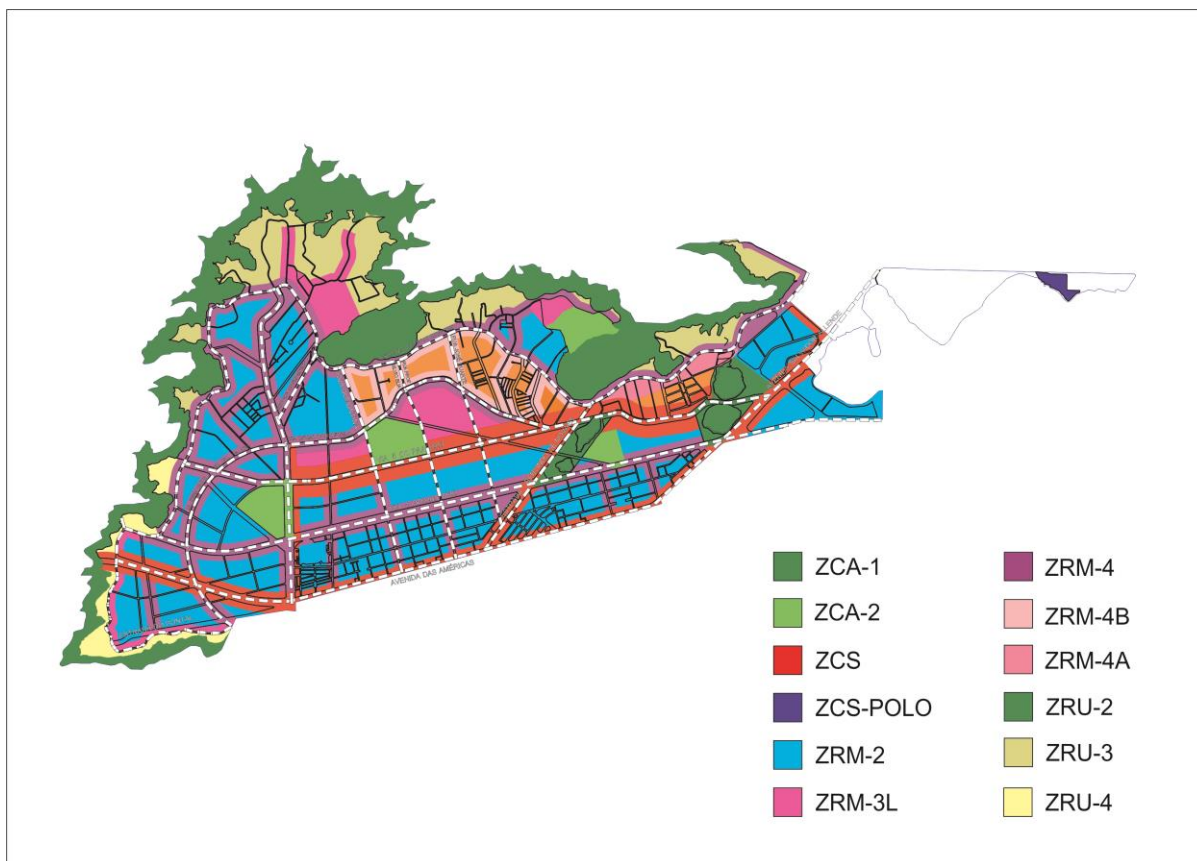 AVENIDA DAS AMÉRICAS
ZCA-1
ZCA-2
ZCS
ZCS-POLO
ZRM-2
ZRM-3L
ZRM-4
ZRM-4B
ZRM-4A
ZRU-2
ZRU-3
ZRU-4